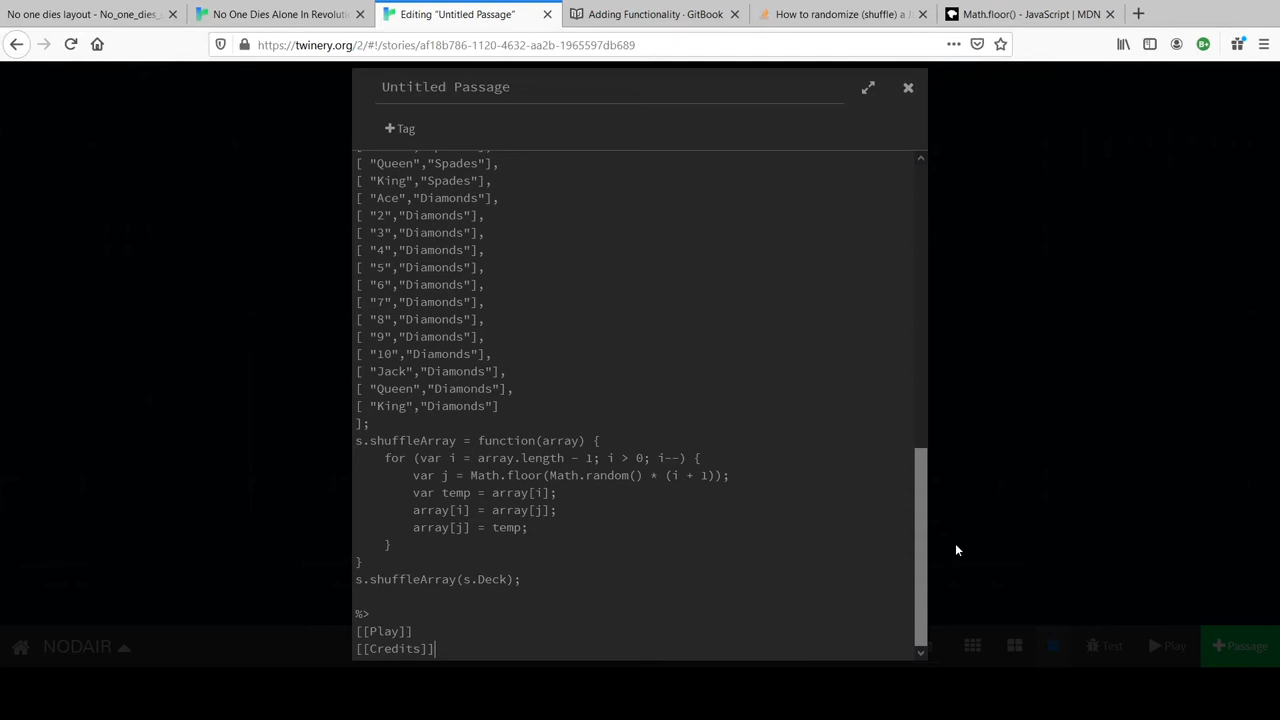 No one dies layout - No_one_dies_
No One Dies Alone In Revoluti
Editing “Untitled Passage”
Adding Functionality - GitBook
How to randomize (shuffle) a Ja
Math.floor() - JavaScript | MDN
https://twinery.org/2/#!/stories/af18b786-1120-4632-aa2b-1965597db689
Untitled Passage
+Tag
[ "Queen","Spades"],
[ "King","Spades"],
[ "Ace","Diamonds"],
[ "2","Diamonds"],
[ "3","Diamonds"],
[ "4","Diamonds"],
[ "5","Diamonds"],
[ "6","Diamonds"],
[ "7","Diamonds"],
[ "8","Diamonds"],
[ "9","Diamonds"],
[ "10","Diamonds"],
[ "Jack","Diamonds"],
[ "Queen","Diamonds"],
[ "King","Diamonds"]
];
s.shuffleArray = function(array) {
for (var i = array.length - 1; i > 0; i--) {
var j = Math.floor(Math.random() * (i + 1));
var temp = array[i];
array[i] = array[j];
array[j] = temp;
}
}
s.shuffleArray(s.Deck);
%>
[[Play]]
[[Credits]]
NODAIR
Test
Play
+Passage